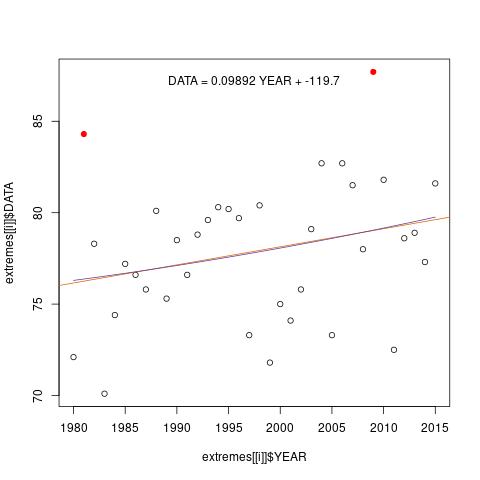 DATA = 0.09892 YEAR + -119.7
extremes[[i]]$DATA
85
80
75
70
1980 1985 1990 1995 2000 2005 2010 2015
extremes[[i]]$YEAR